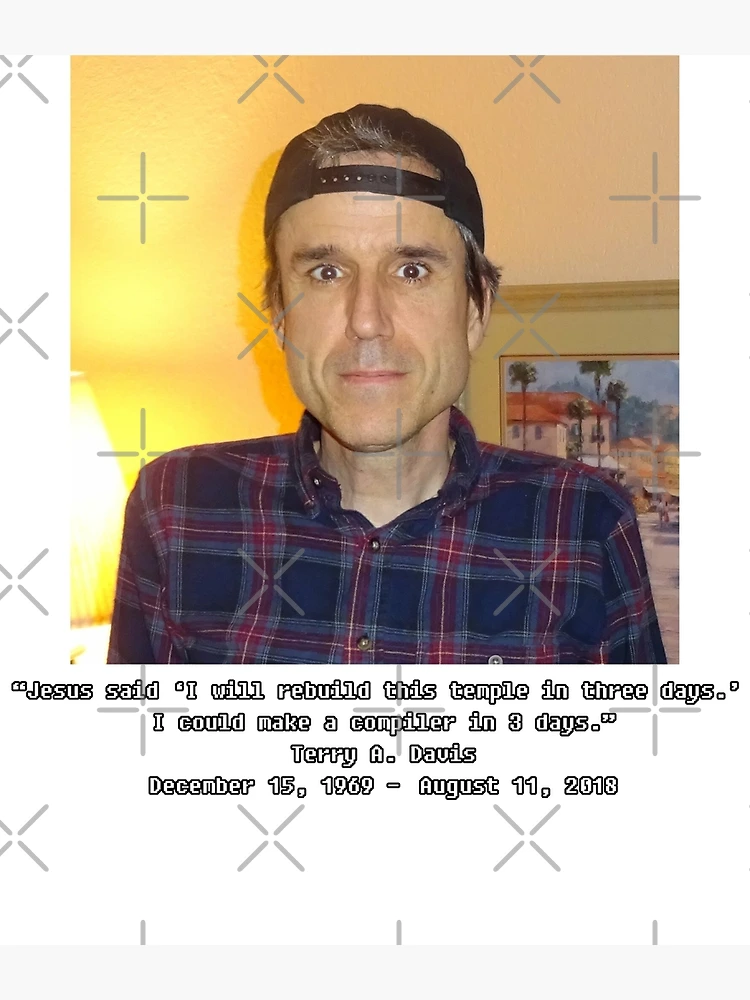 “Jesus said ‘I will rebuild this temple in three days.’
I could make a compiler in 3 days.”
Terry A. Davis
December 15, 1969 - August 11, 2018